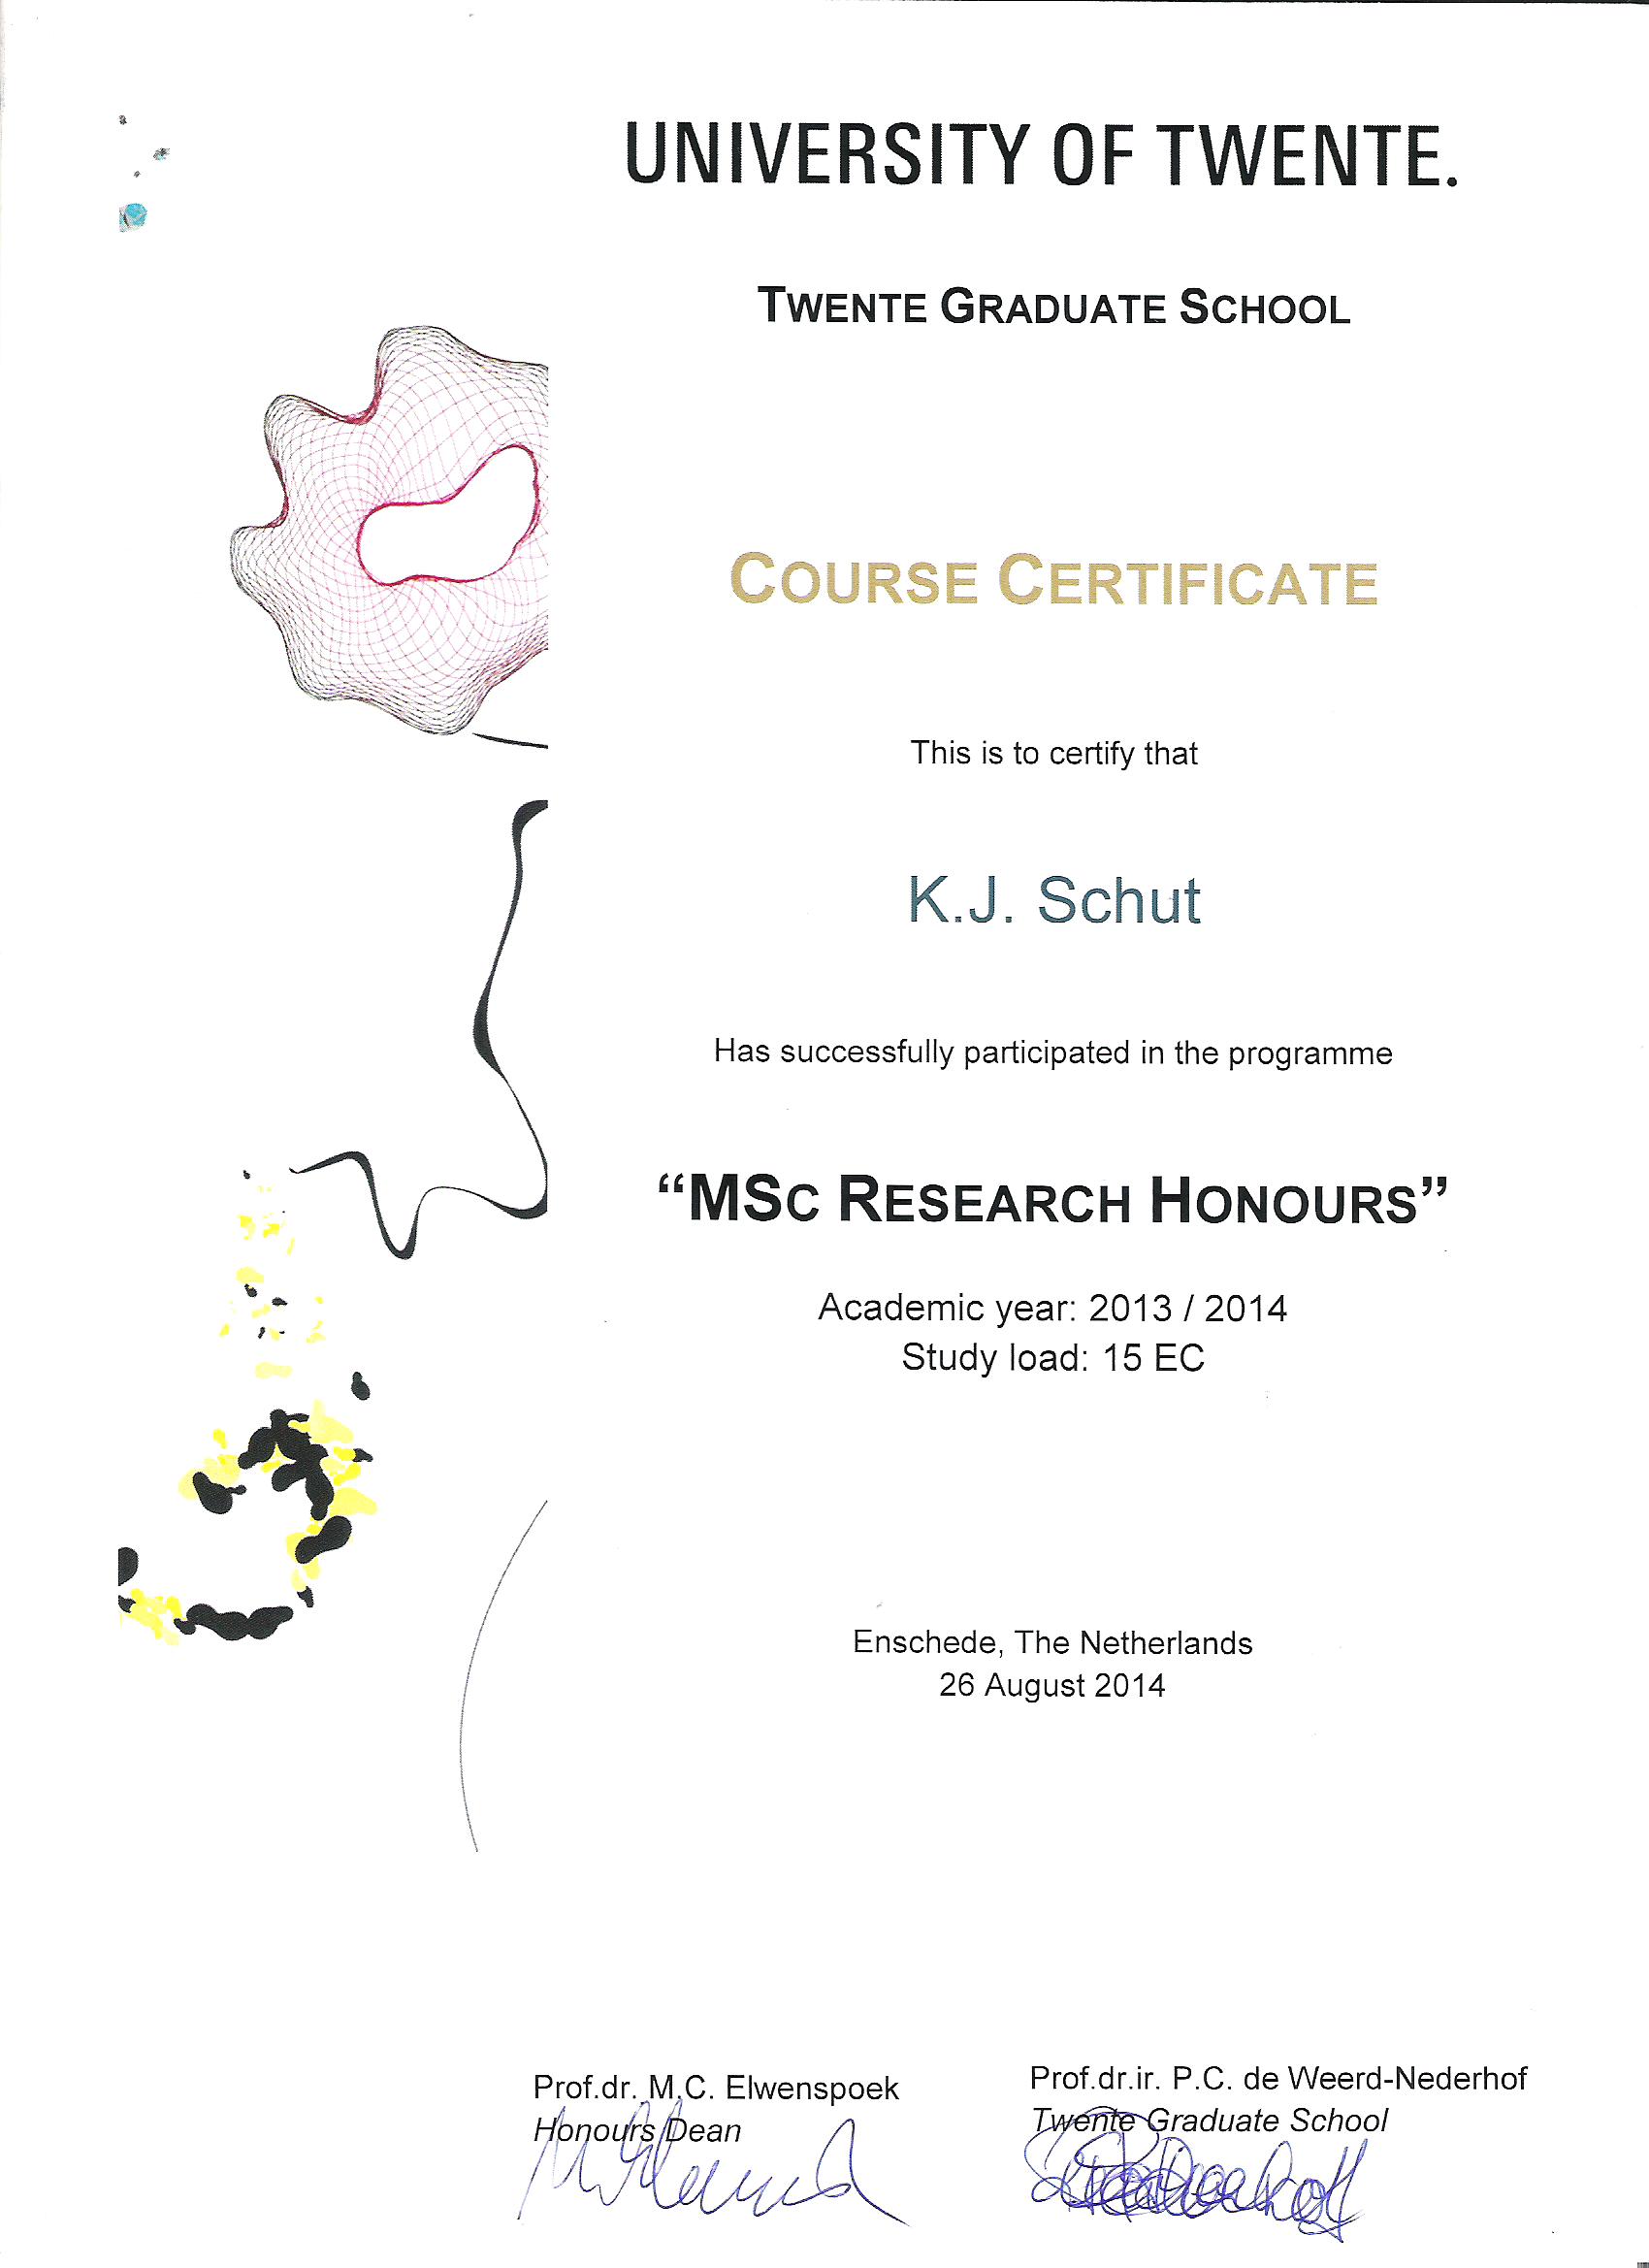 UNIVERSITY OF TWENTE.
TWENTE GRADUATE SCHOOL
COURSE CERTIFICATE
This is to certify that
K.J. Schut
Has successfully participated in the programme
“MSC RESEARCH HONOURS”
Academic year: 2013 / 2014
Study load: 15 EC
Enschede, The Netherlands
26 August 2014
Prof.dr. M.C. Elwenspoek
Honours Dean
Prof.dr.ir. P.C. de Weerd-Nederhof
Twente Graduate School